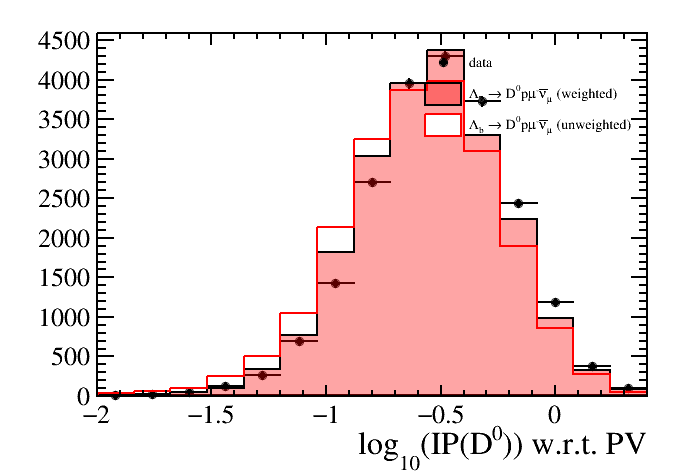 4500
4000
3500
3000
2500
2000
1500
1000
500
0
data
Λb → D⁰pμ ν̅μ (weighted)
Λb → D⁰pμ ν̅μ (unweighted)
−2 −1.5 −1 −0.5 0
log₁₀(IP(D⁰)) w.r.t. PV